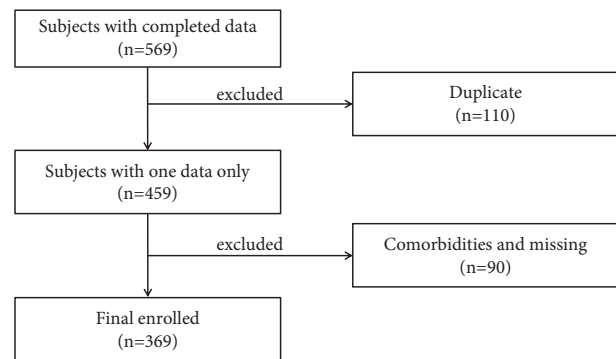 Subjects with completed data
(n=569)
excluded
Duplicate
(n=110)
Subjects with one data only
(n=459)
excluded
Comorbidities and missing
(n=90)
Final enrolled
(n=369)